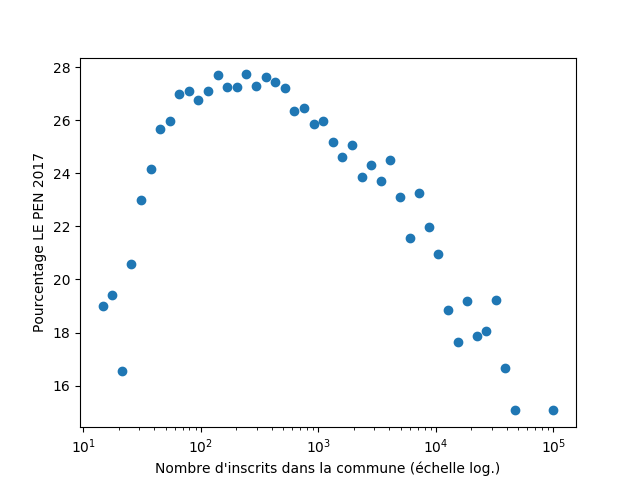 28
26
24
22
20
18
16
Pourcentage LE PEN 2017
10¹ 10² 10³ 10⁴ 10⁵
Nombre d'inscrits dans la commune (échelle log.)